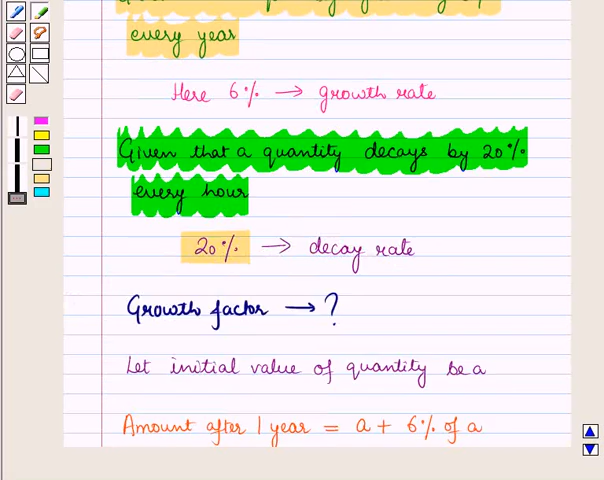 every year
Here 6% → growth rate
Given that a quantity decays by 20%
every hour
20% → decay rate
Growth factor → ?
Let initial value of quantity be a
Amount after 1 year = a + 6% of a